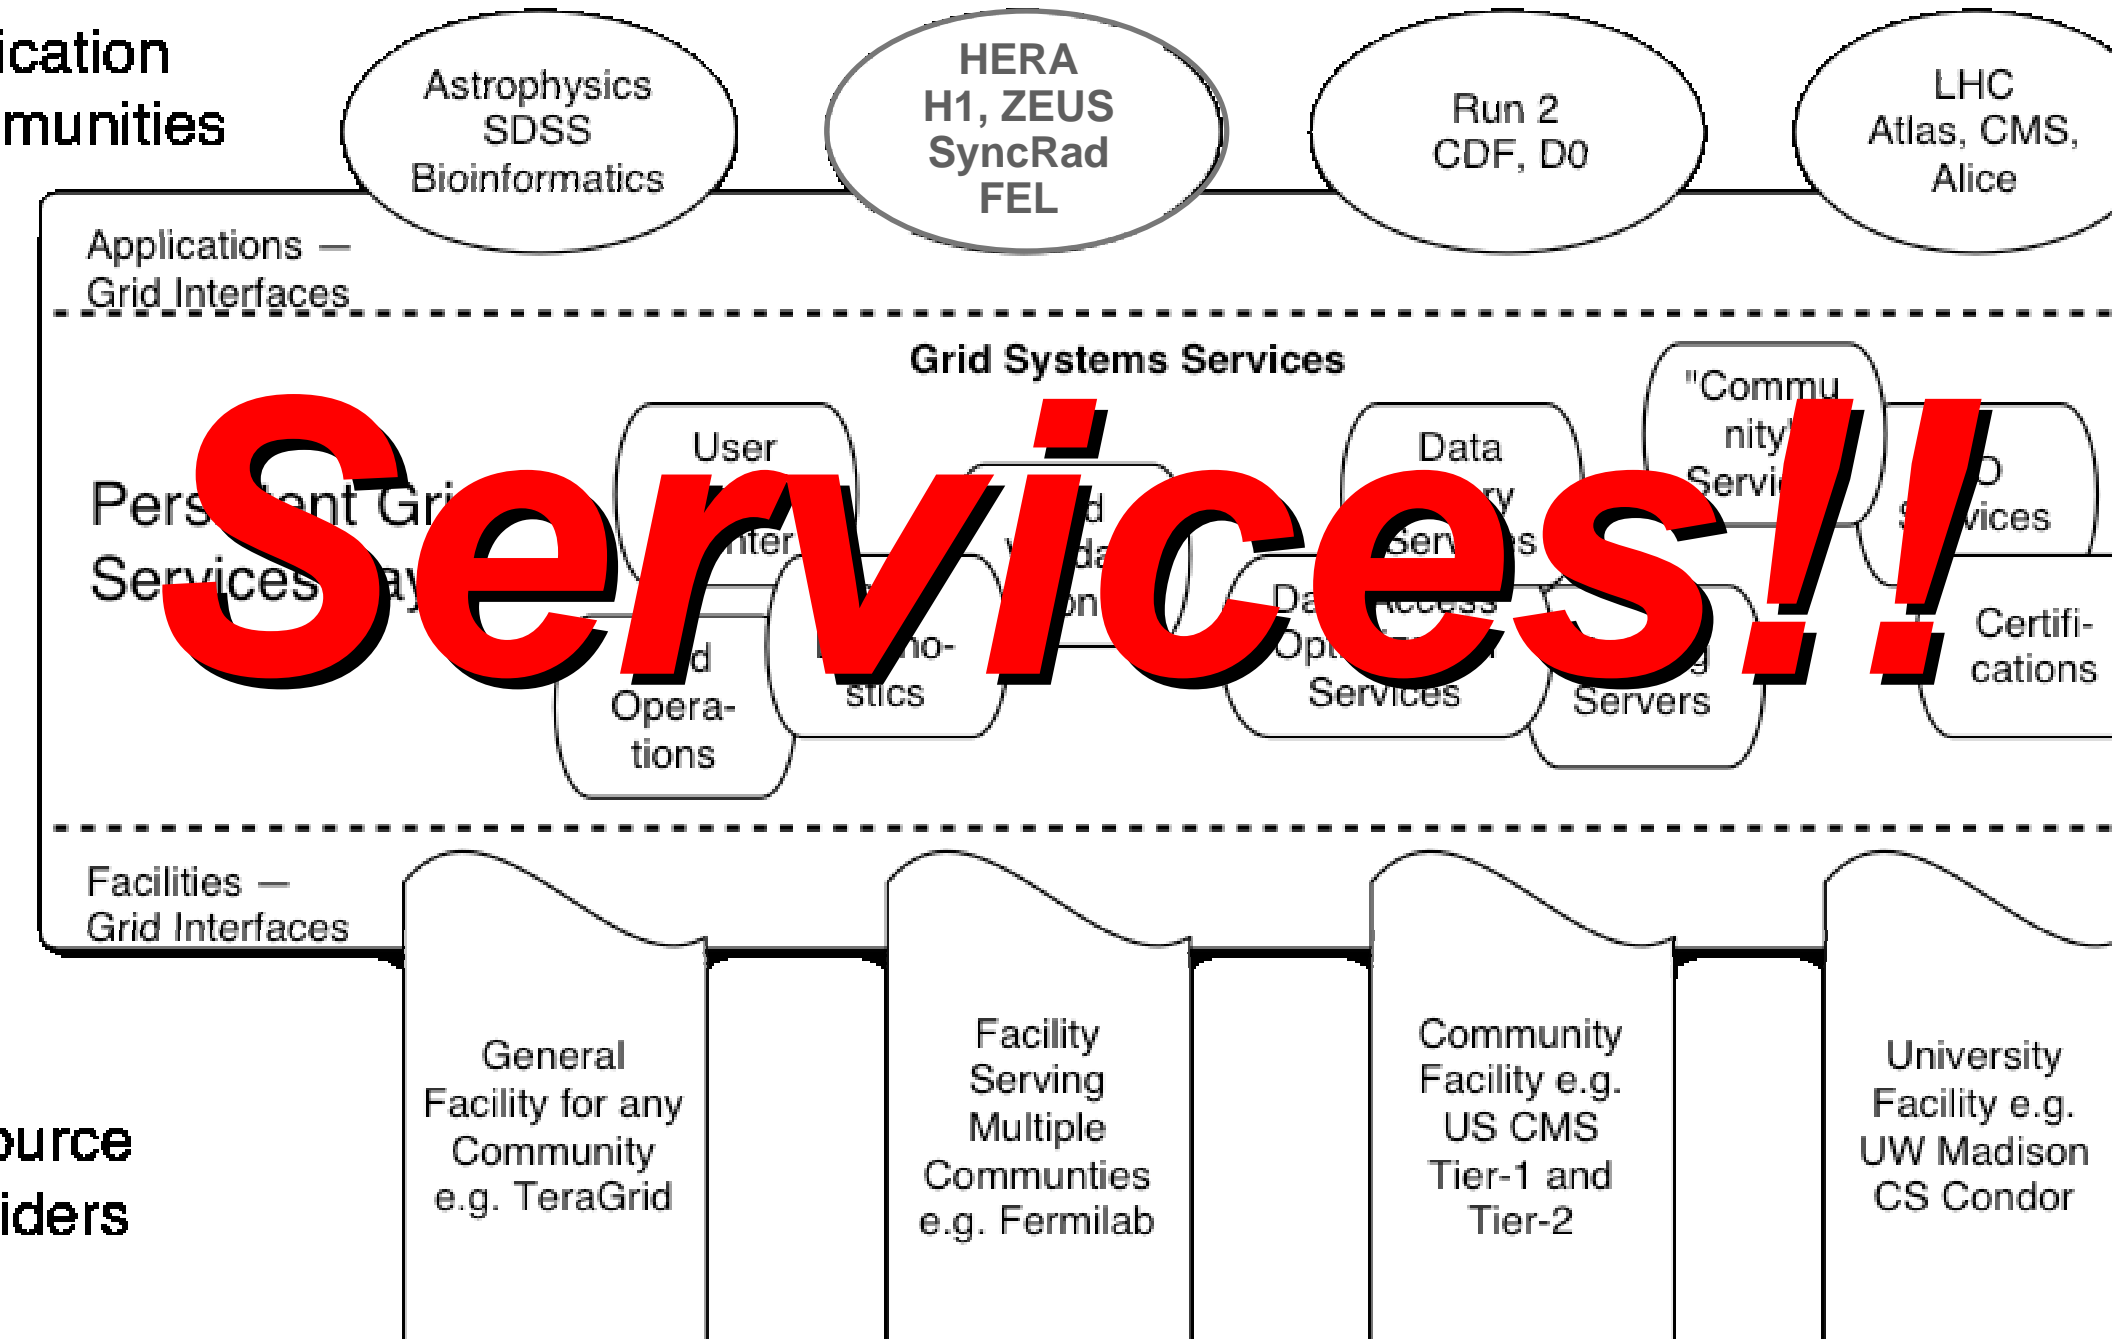 ication
munities
Astrophysics
SDSS
Bioinformatics
HERA
H1, ZEUS
SyncRad
FEL
Run 2
CDF, D0
LHC
Atlas, CMS,
Alice
Applications —
Grid Interfaces
Grid Systems Services
Services!!
User
Data
"Commu
Services
Opera-
tions
stics
Services
Servers
Certifi-
cations
Facilities —
Grid Interfaces
ource
iders
General
Facility for any
Community
e.g. TeraGrid
Facility
Serving
Multiple
Communties
e.g. Fermilab
Community
Facility e.g.
US CMS
Tier-1 and
Tier-2
University
Facility e.g.
UW Madison
CS Condor